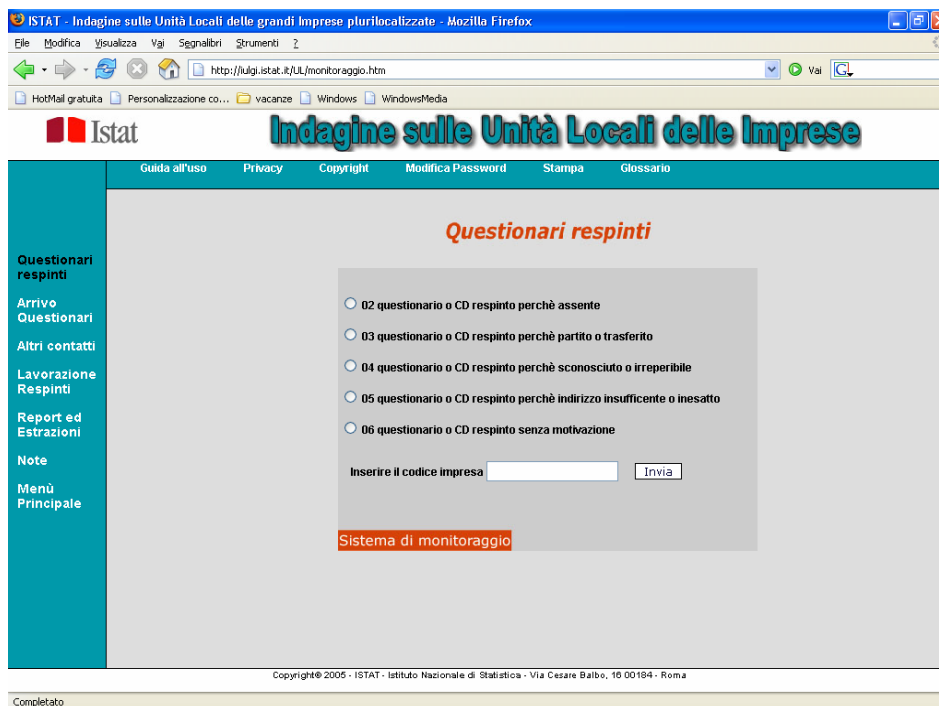 ISTAT - Indagine sulle Unità Locali delle grandi Imprese plurilocalizzate - Mozilla Firefox
File Modifica Visualizza Vai Segnalibri Strumenti ?
http://iulgi.istat.it/UL/monitoraggio.htm Vai G
HotMail gratuita Personalizzazione co... vacanze Windows WindowsMedia
Istat Indagine sulle Unità Locali delle Imprese
Guida all'uso Privacy Copyright Modifica Password Stampa Glossario
Questionari respinti
Questionari
respinti
Arrivo
Questionari
Altri contatti
Lavorazione
Respinti
Report ed
Estrazioni
Note
Menù
Principale
02 questionario o CD respinto perchè assente
03 questionario o CD respinto perchè partito o trasferito
04 questionario o CD respinto perchè sconosciuto o irreperibile
05 questionario o CD respinto perchè indirizzo insufficente o inesatto
06 questionario o CD respinto senza motivazione
Inserire il codice impresa Invia
Sistema di monitoraggio
Copyright© 2005 - ISTAT - Istituto Nazionale di Statistica - Via Cesare Balbo, 16 00184 - Roma
Completato